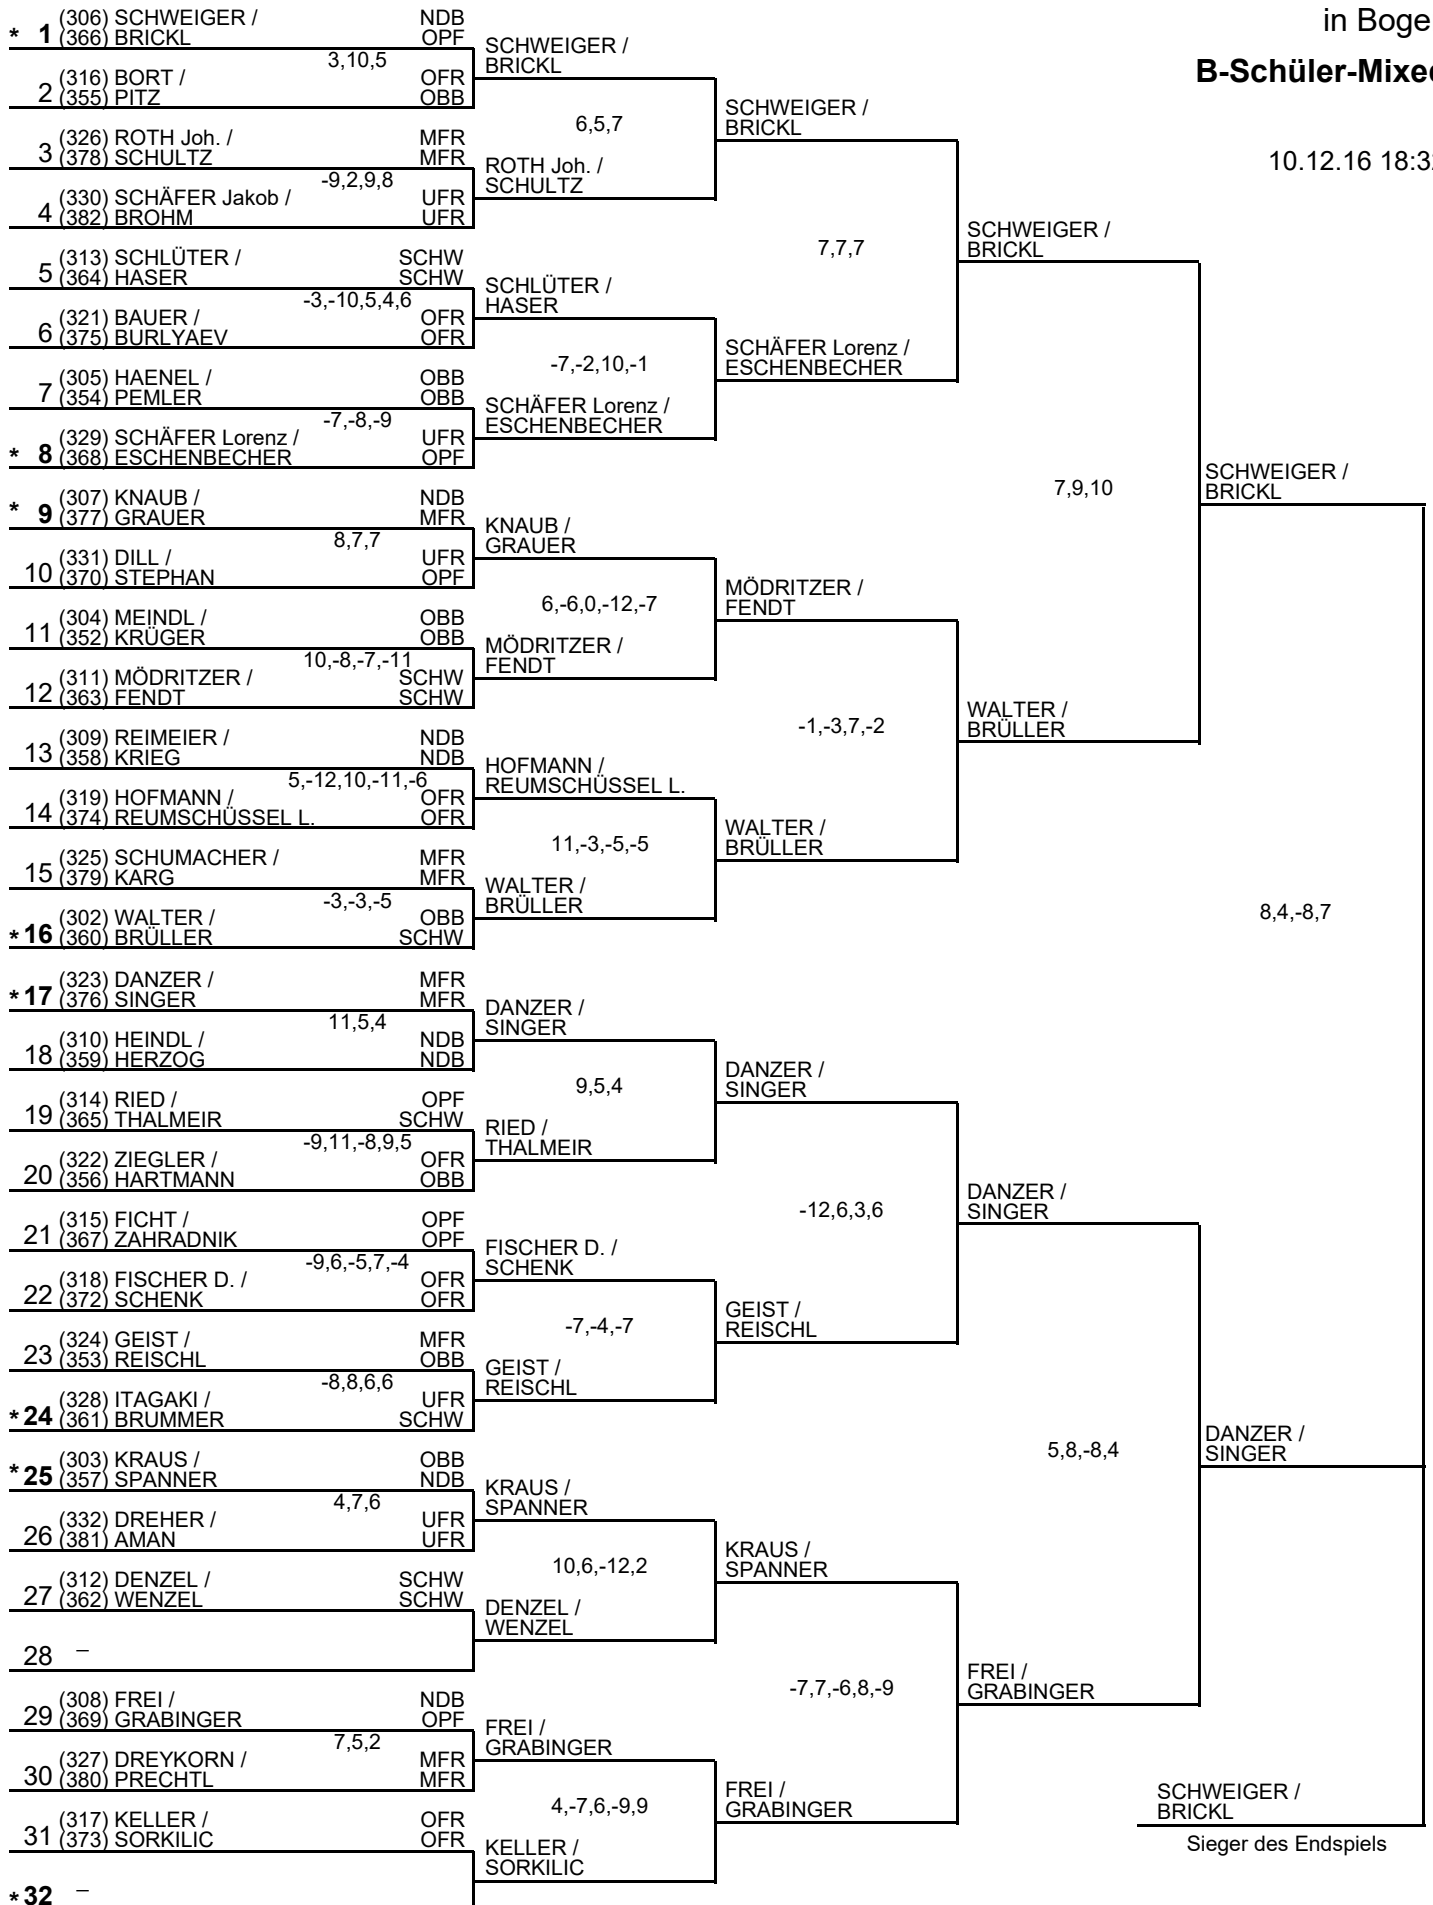 in Boge
B-Schüler-Mixed
10.12.16 18:32
(306) SCHWEIGER / NDB
* 1 (366) BRICKL OPF
3,10,5
2 (316) BORT / OFR
(355) PITZ OBB
3 (326) ROTH Joh. / MFR
(378) SCHULTZ MFR
-9,2,9,8
4 (330) SCHÄFER Jakob / UFR
(382) BROHM UFR
5 (313) SCHLÜTER / SCHW
(364) HASER SCHW
-3,-10,5,4,6
6 (321) BAUER / OFR
(375) BURLYAEV OFR
7 (305) HAENEL / OBB
(354) PEMLER OBB
-7,-8,-9
* 8 (329) SCHÄFER Lorenz / UFR
(368) ESCHENBECHER OPF
* 9 (307) KNAUB / NDB
(377) GRAUER MFR
8,7,7
10 (331) DILL / UFR
(370) STEPHAN OPF
11 (304) MEINDL / OBB
(352) KRÜGER OBB
10,-8,-7,-11
12 (311) MÖDRITZER / SCHW
(363) FENDT SCHW
13 (309) REIMEIER / NDB
(358) KRIEG NDB
5,-12,10,-11,-6
14 (319) HOFMANN / OFR
(374) REUMSCHÜSSEL L. OFR
15 (325) SCHUMACHER / MFR
(379) KARG MFR
-3,-3,-5
* 16 (302) WALTER / OBB
(360) BRÜLLER SCHW
* 17 (323) DANZER / MFR
(376) SINGER MFR
11,5,4
18 (310) HEINDL / NDB
(359) HERZOG NDB
19 (314) RIED / OPF
(365) THALMEIR SCHW
-9,11,-8,9,5
20 (322) ZIEGLER / OFR
(356) HARTMANN OBB
21 (315) FICHT / OPF
(367) ZAHRADNIK OPF
-9,6,-5,7,-4
22 (318) FISCHER D. / OFR
(372) SCHENK OFR
23 (324) GEIST / MFR
(353) REISCHL OBB
-8,8,6,6
* 24 (328) ITAGAKI / UFR
(361) BRUMMER SCHW
* 25 (303) KRAUS / OBB
(357) SPANNER NDB
4,7,6
26 (332) DREHER / UFR
(381) AMAN UFR
27 (312) DENZEL / SCHW
(362) WENZEL SCHW
28 –
29 (308) FREI / NDB
(369) GRABINGER OPF
7,5,2
30 (327) DREYKORN / MFR
(380) PRECHTL MFR
31 (317) KELLER / OFR
(373) SORKILIC OFR
* 32 –
SCHWEIGER /
BRICKL
6,5,7
ROTH Joh. /
SCHULTZ
SCHLÜTER /
HASER
-7,-2,10,-1
SCHÄFER Lorenz /
ESCHENBECHER
KNAUB /
GRAUER
6,-6,0,-12,-7
MÖDRITZER /
FENDT
HOFMANN /
REUMSCHÜSSEL L.
11,-3,-5,-5
WALTER /
BRÜLLER
DANZER /
SINGER
9,5,4
RIED /
THALMEIR
FISCHER D. /
SCHENK
-7,-4,-7
GEIST /
REISCHL
KRAUS /
SPANNER
10,6,-12,2
DENZEL /
WENZEL
FREI /
GRABINGER
4,-7,6,-9,9
KELLER /
SORKILIC
SCHWEIGER /
BRICKL
7,7,7
SCHÄFER Lorenz /
ESCHENBECHER
MÖDRITZER /
FENDT
-1,-3,7,-2
WALTER /
BRÜLLER
DANZER /
SINGER
-12,6,3,6
GEIST /
REISCHL
KRAUS /
SPANNER
-7,7,-6,8,-9
FREI /
GRABINGER
SCHWEIGER /
BRICKL
7,9,10
WALTER /
BRÜLLER
DANZER /
SINGER
5,8,-8,4
FREI /
GRABINGER
SCHWEIGER /
BRICKL
8,4,-8,7
DANZER /
SINGER
SCHWEIGER /
BRICKL
Sieger des Endspiels